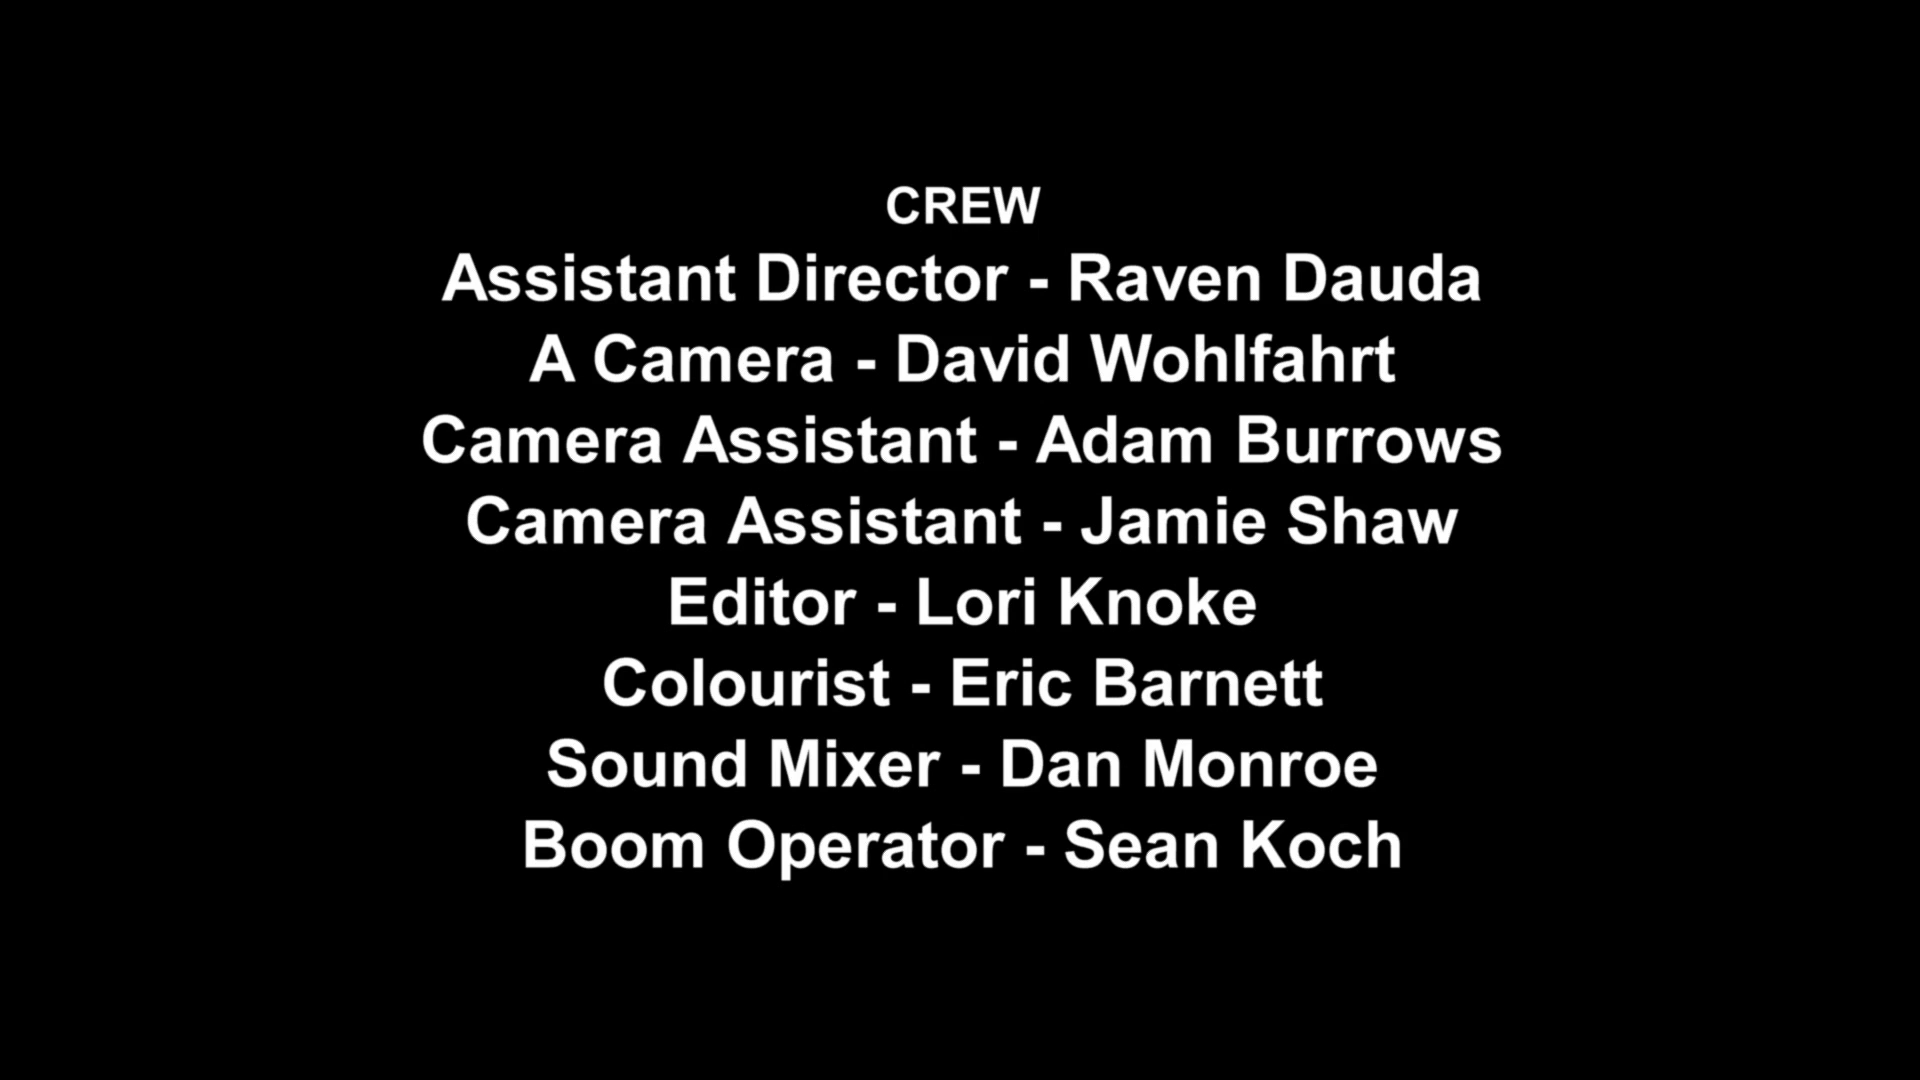 CREW
Assistant Director - Raven Dauda
A Camera - David Wohlfahrt
Camera Assistant - Adam Burrows
Camera Assistant - Jamie Shaw
Editor - Lori Knoke
Colourist - Eric Barnett
Sound Mixer - Dan Monroe
Boom Operator - Sean Koch